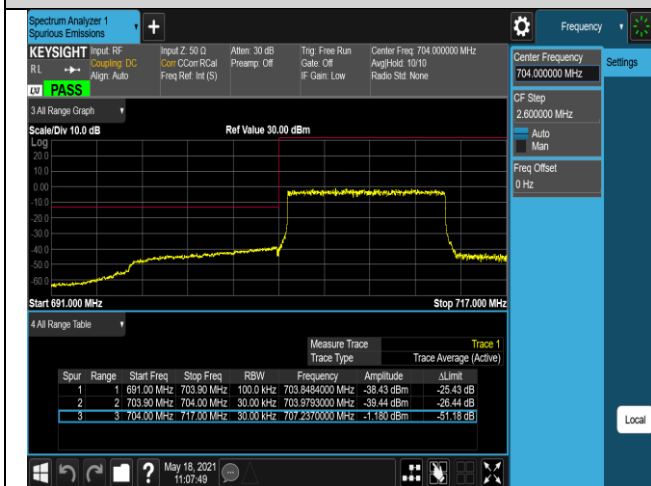 Spectrum Analyzer 1
Spurious Emissions
Frequency
KEYSIGHT
RL
Input: RF
Coupling: DC
Align: Auto
Input Z: 50 Ω
Corr CCorr RCal
Freq Ref: Int (S)
Atten: 30 dB
Preamp: Off
Trig: Free Run
Gate: Off
IF Gain: Low
Center Freq: 704.000000 MHz
Avg|Hold: 10/10
Radio Std: None
LXI PASS
Center Frequency
704.000000 MHz
Settings
CF Step
2.600000 MHz
Auto
Man
Freq Offset
0 Hz
3 All Range Graph
Scale/Div 10.0 dB
Ref Value 30.00 dBm
Log
20.0
10.0
0.00
-10.0
-20.0
-30.0
-40.0
-50.0
-60.0
Start 691.000 MHz
Stop 717.000 MHz
4 All Range Table
Measure Trace Trace 1
Trace Type Trace Average (Active)
Spur Range Start Freq Stop Freq RBW Frequency Amplitude ΔLimit
1 1 691.00 MHz 703.90 MHz 100.0 kHz 703.8484000 MHz -38.43 dBm -25.43 dB
2 2 703.90 MHz 704.00 MHz 30.00 kHz 703.9793000 MHz -39.44 dBm -26.44 dB
3 3 704.00 MHz 717.00 MHz 30.00 kHz 707.2370000 MHz -1.180 dBm -51.18 dB
Local
May 18, 2021
11:07:49